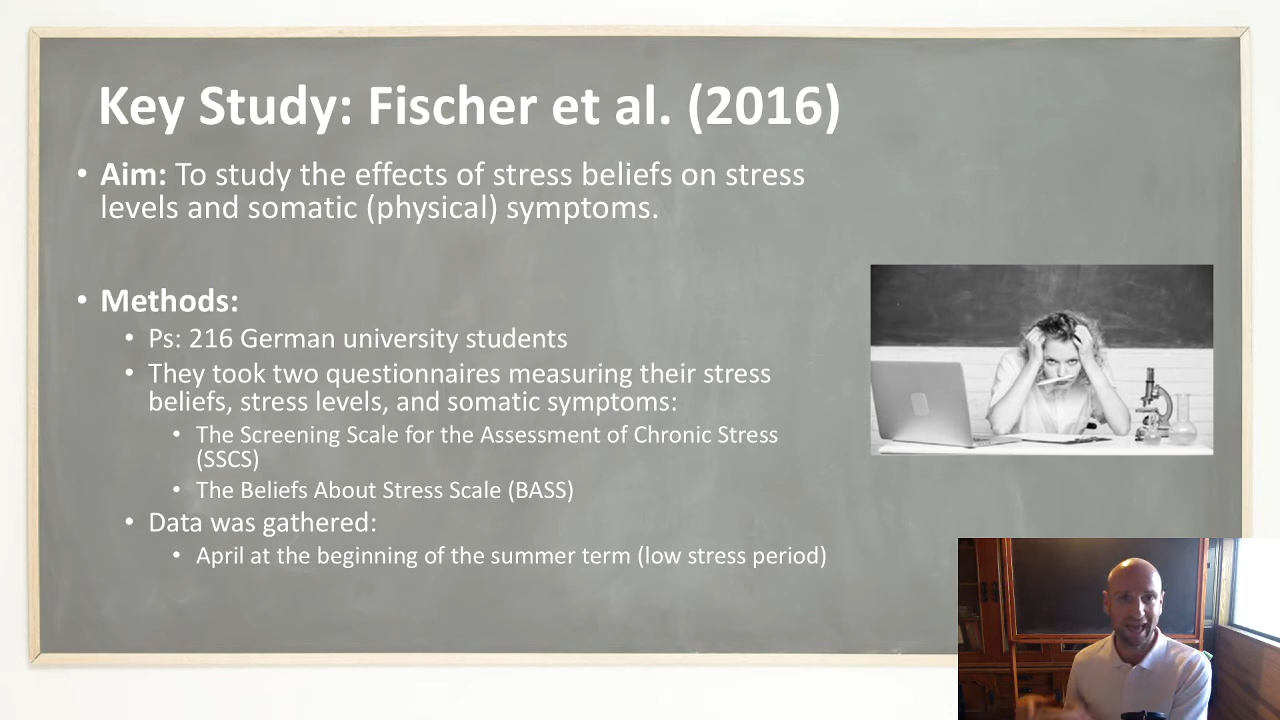 Key Study: Fischer et al. (2016)
• Aim: To study the effects of stress beliefs on stress
levels and somatic (physical) symptoms.
• Methods:
• Ps: 216 German university students
• They took two questionnaires measuring their stress
beliefs, stress levels, and somatic symptoms:
• The Screening Scale for the Assessment of Chronic Stress
(SSCS)
• The Beliefs About Stress Scale (BASS)
• Data was gathered:
• April at the beginning of the summer term (low stress period)